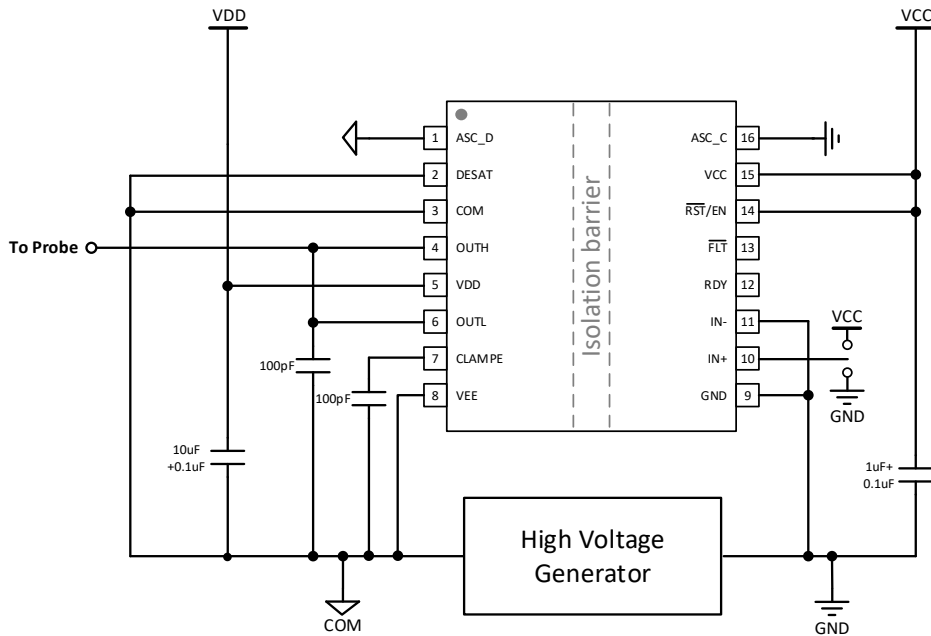 VDD
VCC
1
ASC_D
ASC_C
16
2
DESAT
VCC
15
3
COM
RST/EN
14
To Probe
4
OUTH
FLT
13
5
VDD
RDY
12
6
OUTL
IN-
11
7
CLAMPE
IN+
10
8
VEE
GND
9
Isolation barrier
VCC
GND
100pF
100pF
10uF
+0.1uF
1uF+
0.1uF
High Voltage
Generator
COM
GND